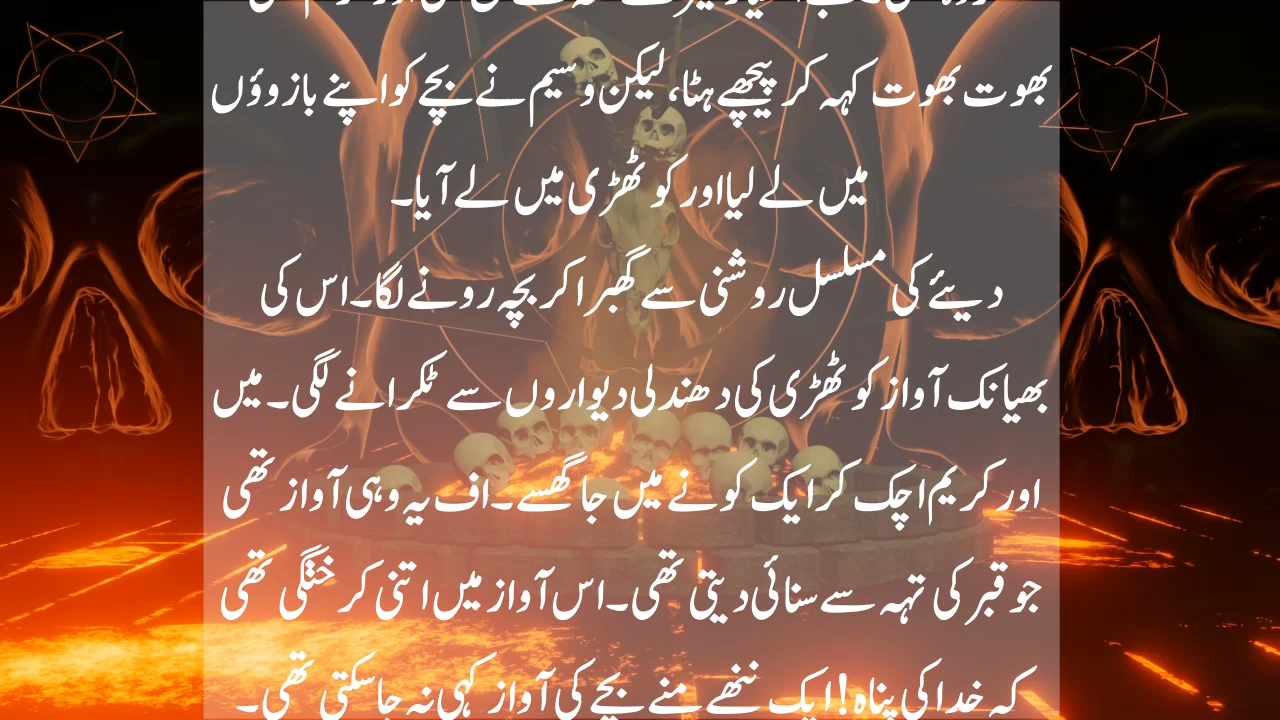 بھوت بھوت کہہ کر پیچھے ہٹا، لیکن وسیم نے بچے کو اپنے بازوؤں
میں لے لیا اور کوٹھڑی میں لے آیا۔
دیئے کی مسلسل روشنی سے گھبرا کر بچہ رونے لگا۔ اس کی
بھیانک آواز کوٹھڑی کی دھندلی دیواروں سے ٹکرانے لگی۔ میں
اور کریم اچک کر ایک کونے میں جا گھسے۔ اف یہ وہی آواز تھی
جو قبر کی تہہ سے سنائی دیتی تھی۔ اس آواز میں اتنی کرختگی تھی
کہ خدا کی پناہ! ایک ننھے منے بچے کی آواز کہی نہ جا سکتی تھی۔